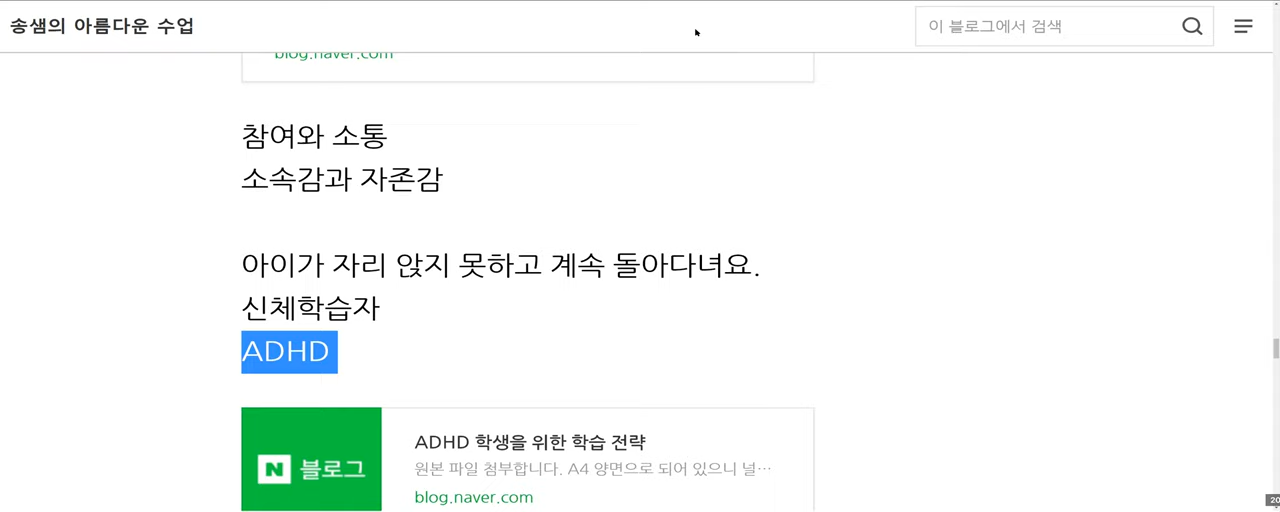 송샘의 아름다운 수업
이 블로그에서 검색
blog.naver.com
참여와 소통
소속감과 자존감
아이가 자리 앉지 못하고 계속 돌아다녀요.
신체학습자
ADHD
N 블로그
ADHD 학생을 위한 학습 전략
원본 파일 첨부합니다. A4 양면으로 되어 있으니 널…
blog.naver.com
20